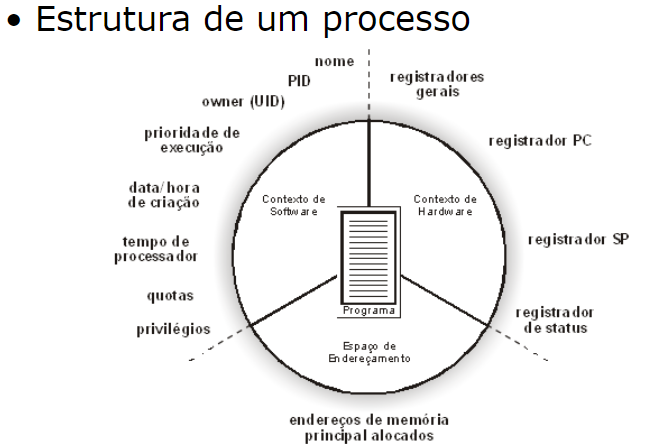 • Estrutura de um processo
nome
PID
owner (UID)
prioridade de
execução
data/hora
de criação
tempo de
processador
quotas
privilégios
registradores
gerais
registrador PC
registrador SP
registrador
de status
Contexto de
Software
Contexto de
Hardware
Programa
Espaço de
Endereçamento
endereços de memória
principal alocados